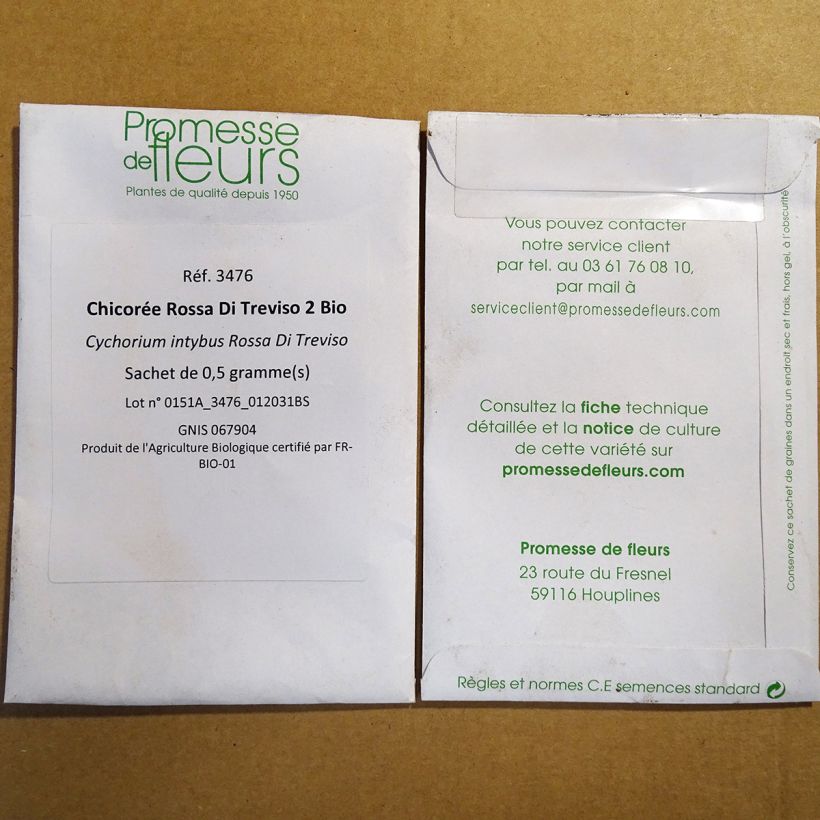 Promesse
de fleurs
Plantes de qualité depuis 1950
Réf. 3476
Chicorée Rossa Di Treviso 2 Bio
Cychorium intybus Rossa Di Treviso
Sachet de 0,5 gramme(s)
Lot n° 0151A_3476_012031BS
GNIS 067904
Produit de l'Agriculture Biologique certifié par FR-
BIO-01
Vous pouvez contacter
notre service client
par tel. au 03 61 76 08 10,
par mail à
serviceclient@promessedefleurs.com
Consultez la fiche technique
détaillée et la notice de culture
de cette variété sur
promessedefleurs.com
Promesse de fleurs
23 route du Fresnel
59116 Houplines
Règles et normes C.E semences standard
Conservez ce sachet de graines dans un endroit sec et frais, hors gel, à l'obscurité